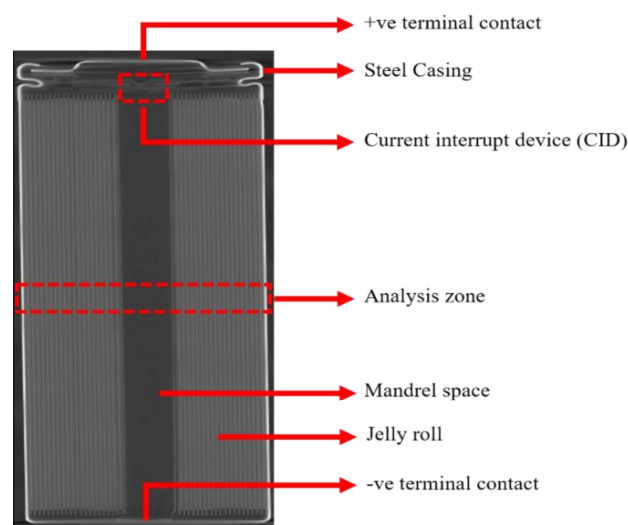 +ve terminal contact
Steel Casing
Current interrupt device (CID)
Analysis zone
Mandrel space
Jelly roll
-ve terminal contact